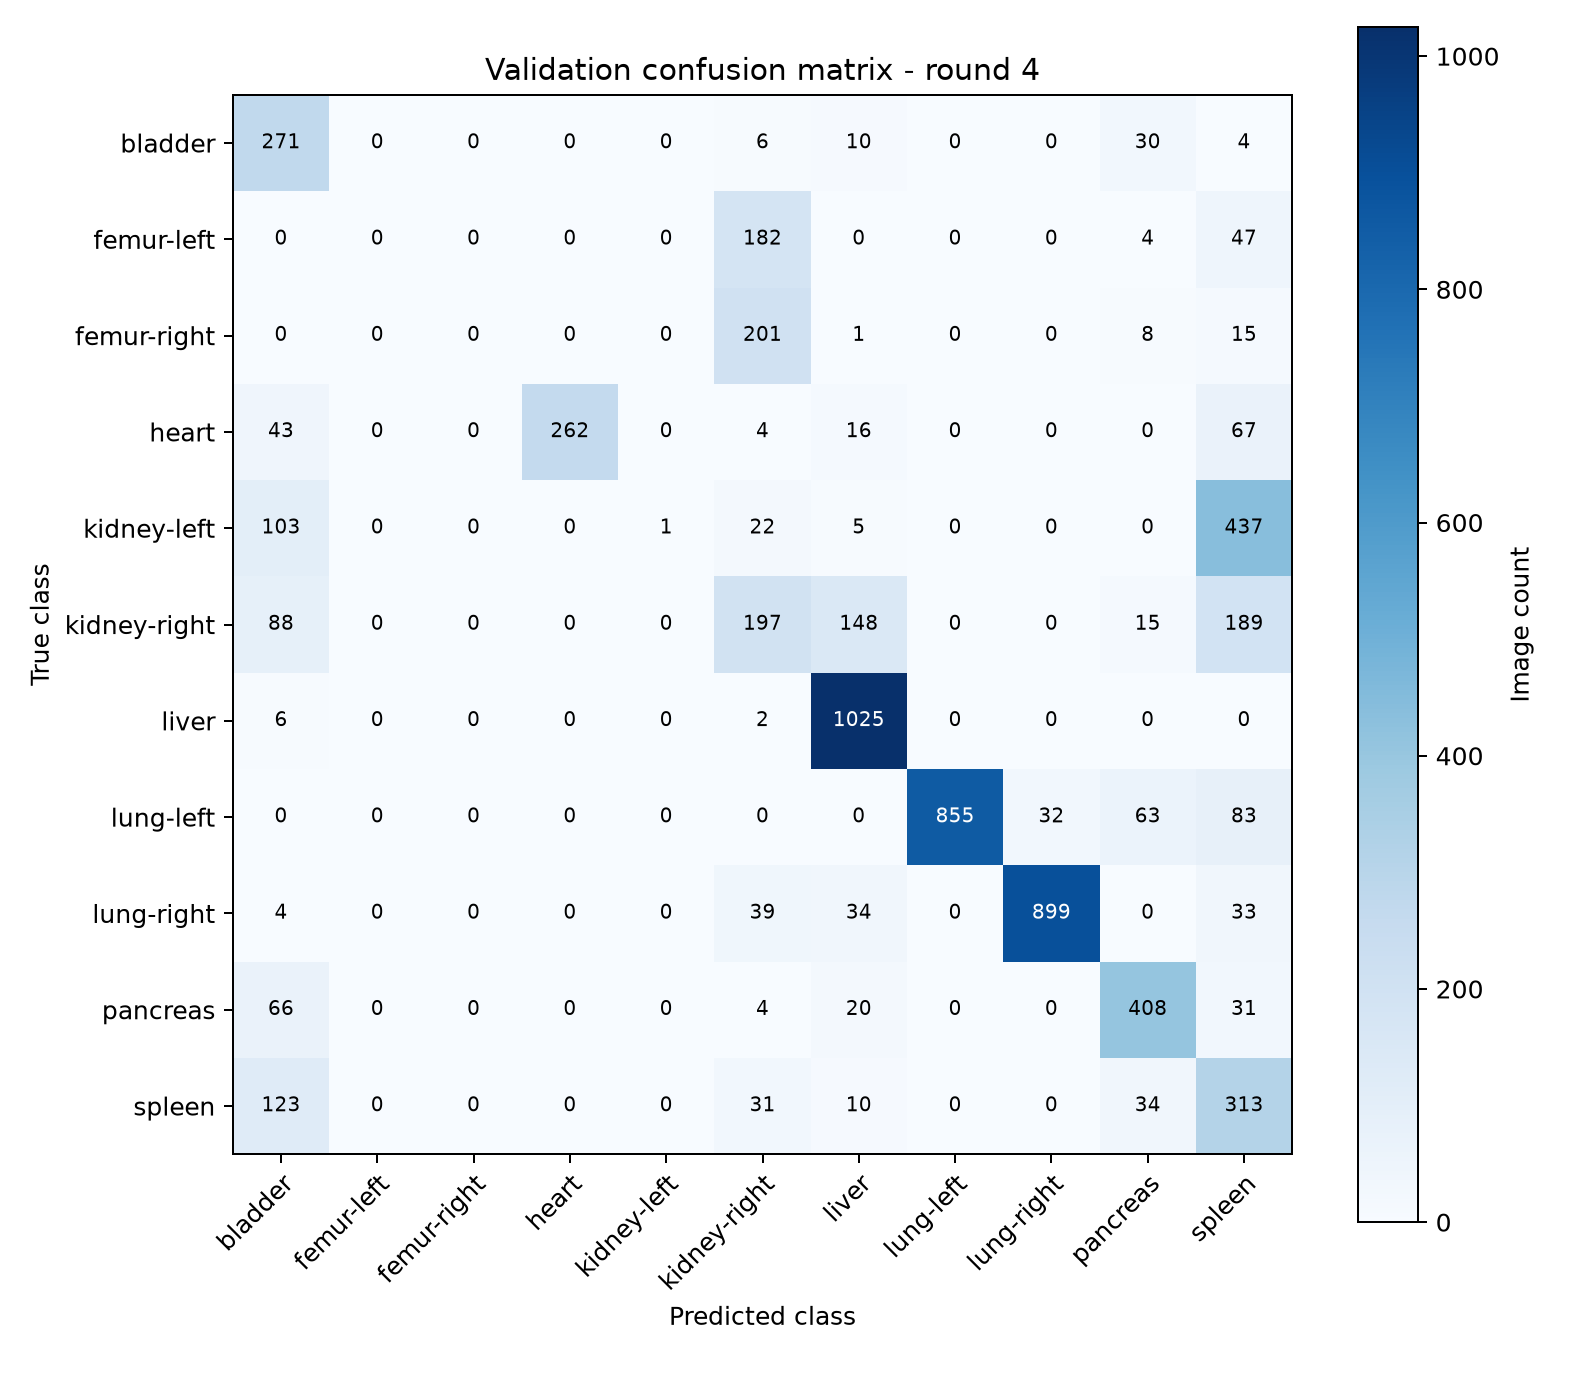 Validation confusion matrix - round 4
bladder 271 0 0 0 0 6 10 0 0 30 4
femur-left 0 0 0 0 0 182 0 0 0 4 47
femur-right 0 0 0 0 0 201 1 0 0 8 15
heart 43 0 0 262 0 4 16 0 0 0 67
kidney-left 103 0 0 0 1 22 5 0 0 0 437
kidney-right 88 0 0 0 0 197 148 0 0 15 189
liver 6 0 0 0 0 2 1025 0 0 0 0
lung-left 0 0 0 0 0 0 0 855 32 63 83
lung-right 4 0 0 0 0 39 34 0 899 0 33
pancreas 66 0 0 0 0 4 20 0 0 408 31
spleen 123 0 0 0 0 31 10 0 0 34 313
True class
bladder femur-left femur-right heart kidney-left kidney-right liver lung-left lung-right pancreas spleen
Predicted class
1000
800
600
400
200
0
Image count